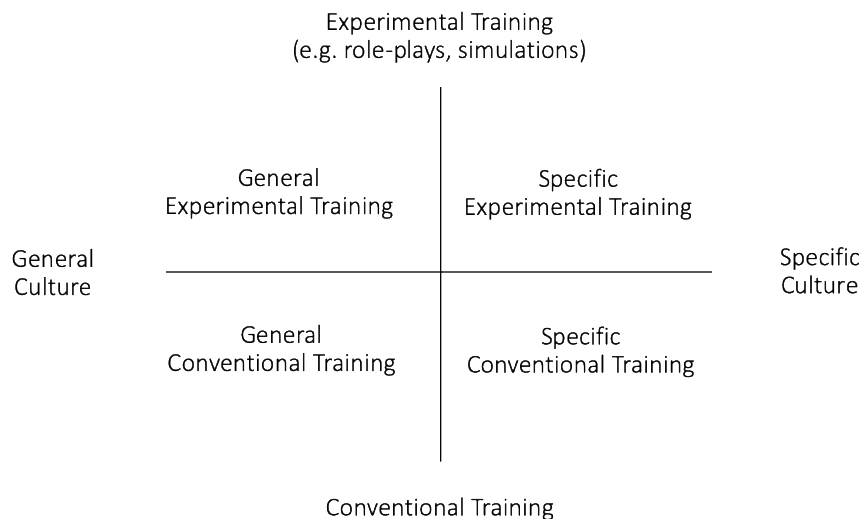 Experimental Training
(e.g. role-plays, simulations)
General
Experimental Training
Specific
Experimental Training
General
Culture
Specific
Culture
General
Conventional Training
Specific
Conventional Training
Conventional Training